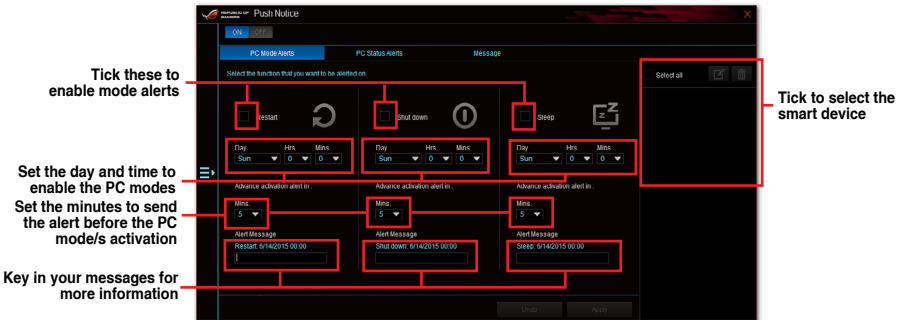 REPUBLIC OF GAMERS Push Notice
ON OFF
PC Mode Alerts PC Status Alerts Message
Select the function that you want to be alerted on.
Select all
Restart Shut down Sleep
Day Hrs Mins Day Hrs Mins Day Hrs Mins
Sun 0 0 Sun 0 0 Sun 0 0
Advance activation alert in : Advance activation alert in : Advance activation alert in :
Mins. Mins. Mins.
5 5 5
Alert Message Alert Message Alert Message
Restart: 6/14/2015 00:00 Shut down: 6/14/2015 00:00 Sleep: 6/14/2015 00:00
Undo Apply
Tick these to
enable mode alerts
Set the day and time to
enable the PC modes
Set the minutes to send
the alert before the PC
mode/s activation
Key in your messages for
more information
Tick to select the
smart device